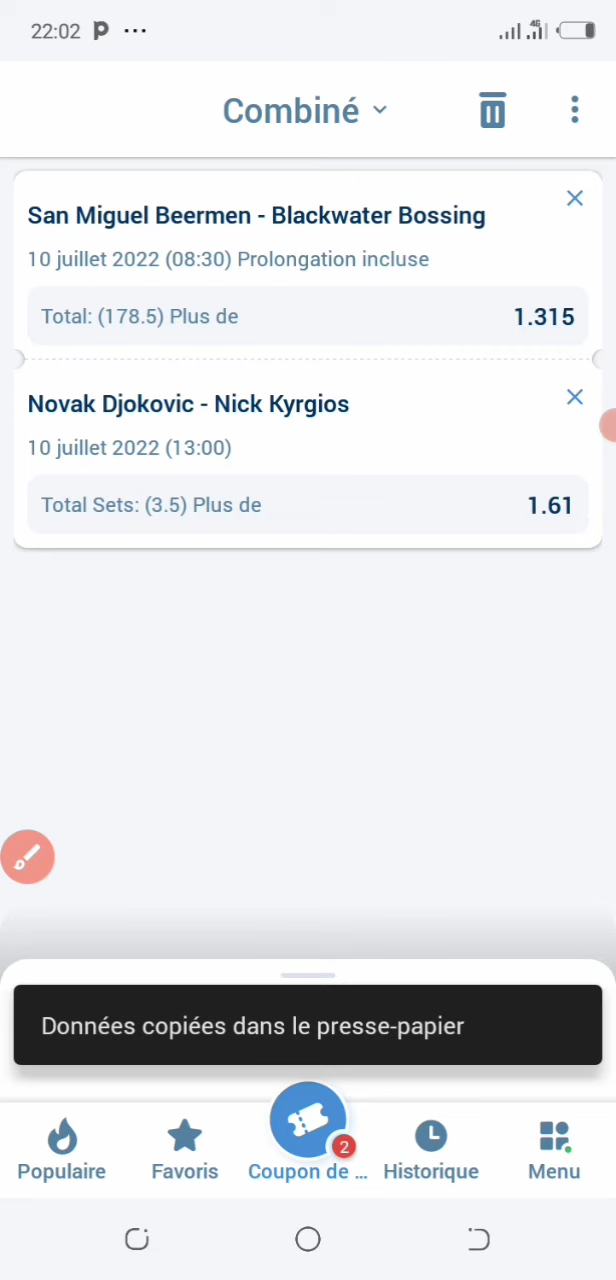 22:02
4G
Combiné
San Miguel Beermen - Blackwater Bossing
10 juillet 2022 (08:30) Prolongation incluse
Total: (178.5) Plus de 1.315
Novak Djokovic - Nick Kyrgios
10 juillet 2022 (13:00)
Total Sets: (3.5) Plus de 1.61
Données copiées dans le presse-papier
2
Populaire Favoris Coupon de ... Historique Menu